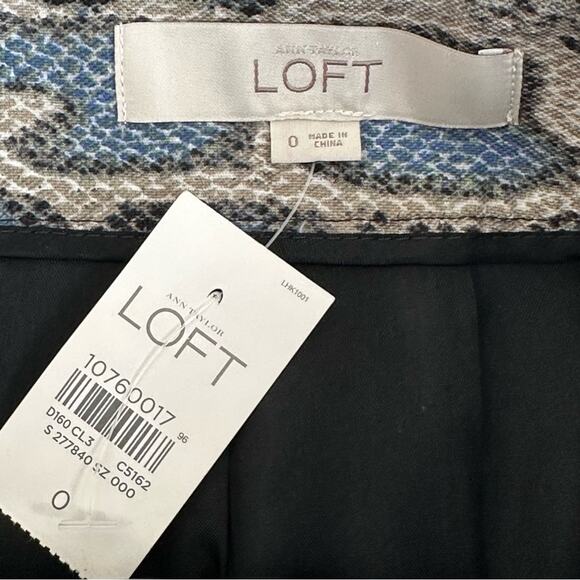 ANN TAYLOR
LOFT
0 MADE IN
CHINA
LHK1001
ANN TAYLOR
LOFT
10760017 96
D160 CL3 C5162
S 277840 SZ 000
0